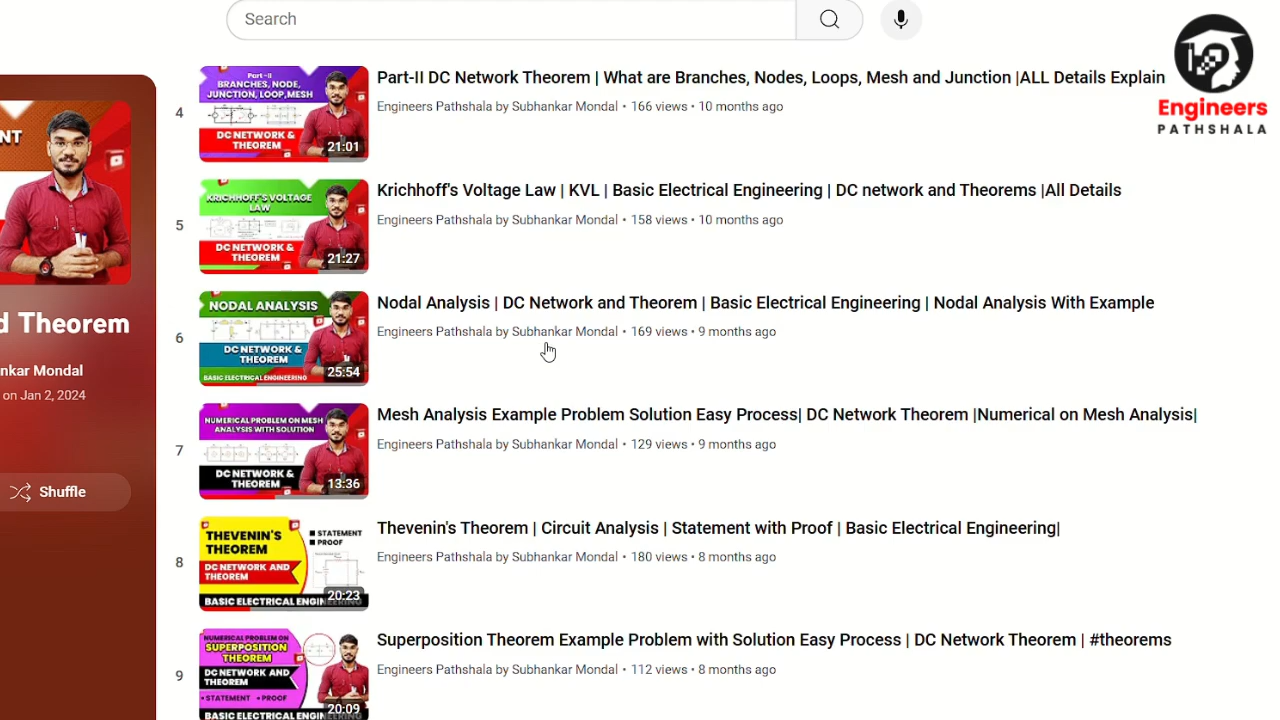 Search
Engineers
PATHSHALA
NT
d Theorem
nkar Mondal
on Jan 2, 2024
Shuffle
4
Part-II
BRANCHES, NODE,
JUNCTION, LOOP,MESH
DC NETWORK &
THEOREM
21:01
Part-II DC Network Theorem | What are Branches, Nodes, Loops, Mesh and Junction |ALL Details Explain
Engineers Pathshala by Subhankar Mondal • 166 views • 10 months ago
5
KRICHHOFF'S VOLTAGE
LAW
DC NETWORK &
THEOREM
21:27
Krichhoff's Voltage Law | KVL | Basic Electrical Engineering | DC network and Theorems |All Details
Engineers Pathshala by Subhankar Mondal • 158 views • 10 months ago
6
NODAL ANALYSIS
DC NETWORK &
THEOREM
BASIC ELECTRICAL ENGINEERING
25:54
Nodal Analysis | DC Network and Theorem | Basic Electrical Engineering | Nodal Analysis With Example
Engineers Pathshala by Subhankar Mondal • 169 views • 9 months ago
7
NUMERICAL PROBLEM ON MESH
ANALYSIS WITH SOLUTION
DC NETWORK &
THEOREM
13:36
Mesh Analysis Example Problem Solution Easy Process| DC Network Theorem |Numerical on Mesh Analysis|
Engineers Pathshala by Subhankar Mondal • 129 views • 9 months ago
8
THEVENIN'S
THEOREM
STATEMENT
PROOF
DC NETWORK AND
THEOREM
20:23
BASIC ELECTRICAL ENGINEERING
Thevenin's Theorem | Circuit Analysis | Statement with Proof | Basic Electrical Engineering|
Engineers Pathshala by Subhankar Mondal • 180 views • 8 months ago
9
NUMERICAL PROBLEM ON
SUPERPOSITION
THEOREM
DC NETWORK AND
THEOREM
• STATEMENT • PROOF
20:09
BASIC ELECTRICAL ENGINEERING
Superposition Theorem Example Problem with Solution Easy Process | DC Network Theorem | #theorems
Engineers Pathshala by Subhankar Mondal • 112 views • 8 months ago